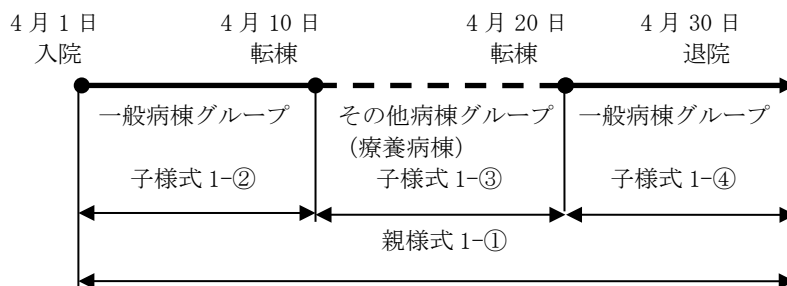 4月1日 4月10日 4月20日 4月30日
入院 転棟 転棟 退院
一般病棟グループ その他病棟グループ 一般病棟グループ
(療養病棟)
子様式 1-② 子様式 1-③ 子様式 1-④
親様式 1-①